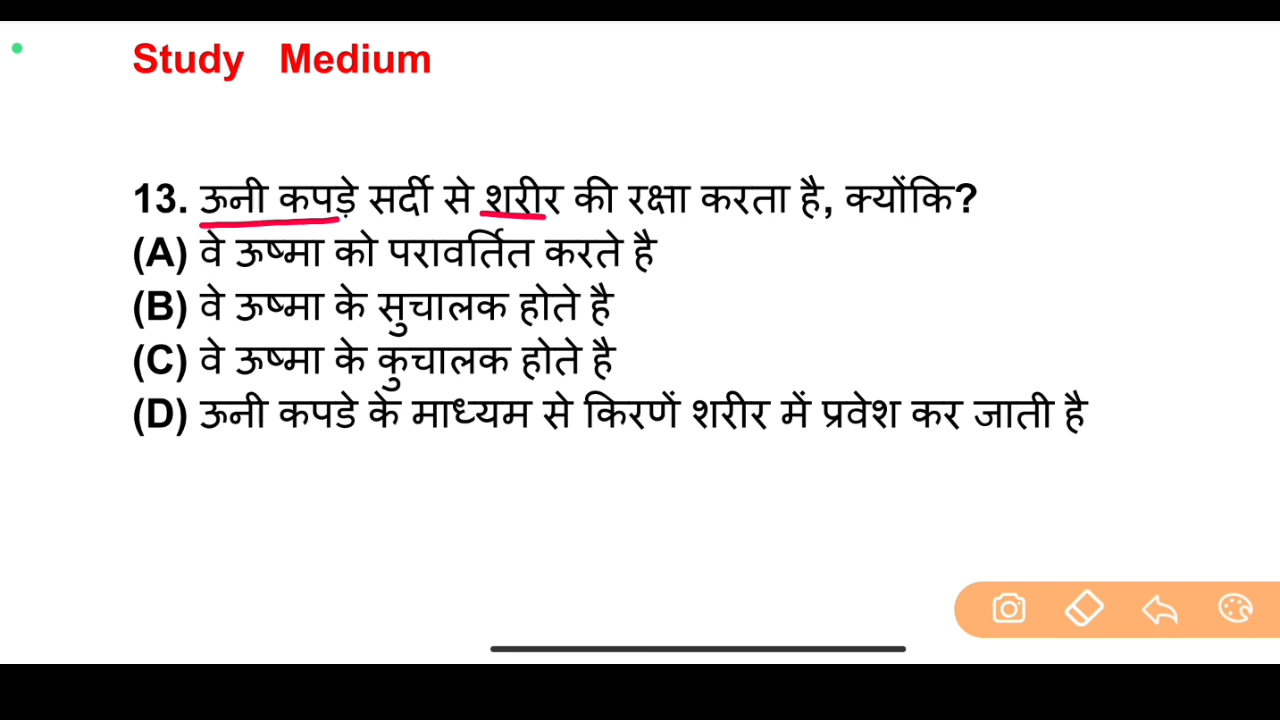 Study Medium
13. ऊनी कपड़े सर्दी से शरीर की रक्षा करता है, क्योंकि?
(A) वे ऊष्मा को परावर्तित करते है
(B) वे ऊष्मा के सुचालक होते है
(C) वे ऊष्मा के कुचालक होते है
(D) ऊनी कपडे के माध्यम से किरणें शरीर में प्रवेश कर जाती है